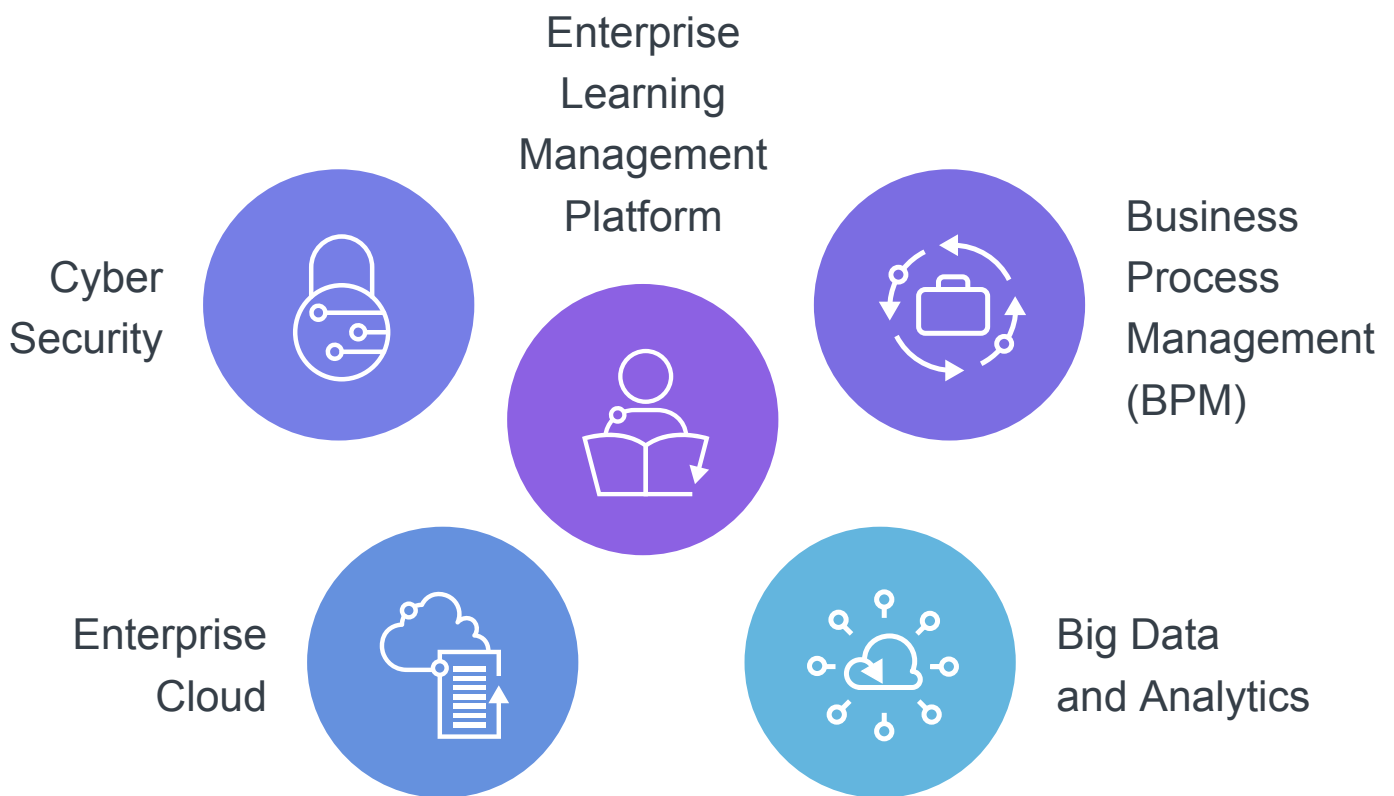 Enterprise
Learning
Management
Platform
Cyber
Security
Business
Process
Management
(BPM)
Enterprise
Cloud
Big Data
and Analytics